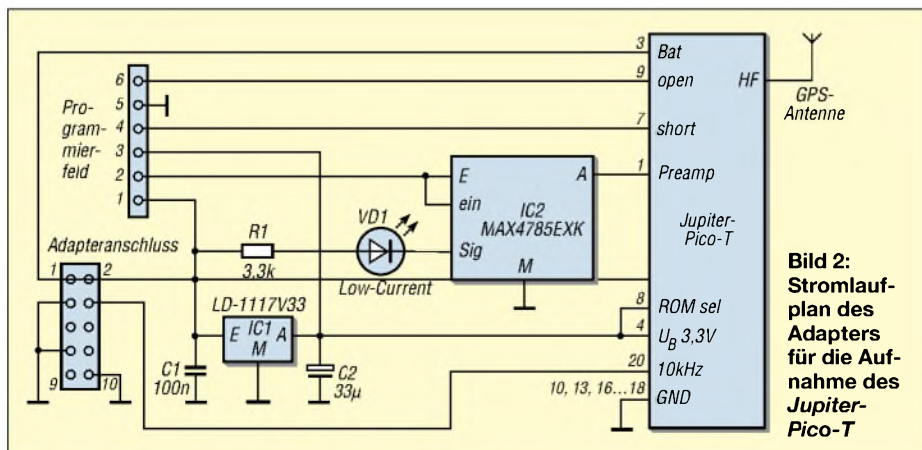 3
Bat
9
open
HF
GPS-
Antenne
6
5
4
3
2
1
Pro-
gram-
mier-
feld
7
short
E
A
1
Preamp
ein
IC2
MAX4785EXK
Sig
M
Jupiter-
Pico-T
R1
3,3k
VD1
Low-Current
Adapteranschluss
1
2
9
10
LD-1117V33
E
IC1
A
M
C1
100n
C2
33µ
8
ROM sel
4
UB 3,3V
20
10kHz
10, 13, 16...18
GND
Bild 2:
Stromlauf-
plan des
Adapters
für die Auf-
nahme des
Jupiter-
Pico-T